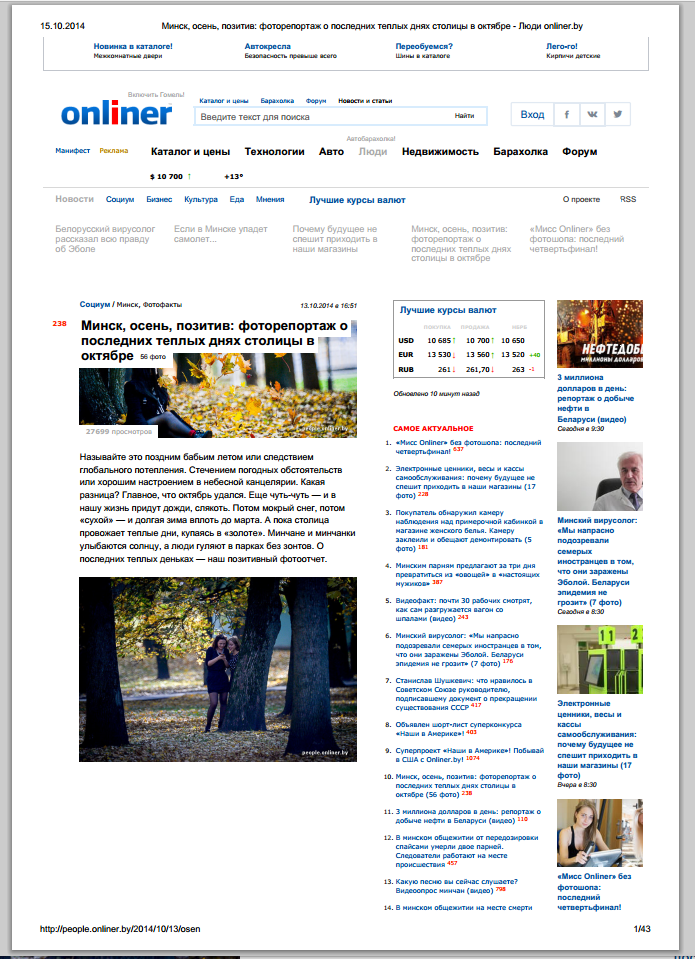 15.10.2014
Минск, осень, позитив: фоторепортаж о последних теплых днях столицы в октябре - Люди onliner.by
Новинка в каталоге!
Межкомнатные двери
Автокресла
Безопасность превыше всего
Переобуемся?
Шины в каталоге
Лего-го!
Кирпичи детские
Включить Гомель!
onliner
Каталог и цены Барахолка Форум Новости и статьи
Введите текст для поиска Найти
Вход
Автобарахолка!
Манифест Реклама
Каталог и цены Технологии Авто Люди Недвижимость Барахолка Форум
$ 10 700 ↑ +13°
Новости Социум Бизнес Культура Еда Мнения Лучшие курсы валют О проекте RSS
Белорусский вирусолог
рассказал всю правду
об Эболе
Если в Минске упадет
самолет...
Почему будущее не
спешит приходить в
наши магазины
Минск, осень, позитив:
фоторепортаж о
последних теплых днях
столицы в октябре
«Мисс Onliner» без
фотошопа: последний
четвертьфинал!
Социум / Минск, Фотофакты
13.10.2014 в 16:51
238
Минск, осень, позитив: фоторепортаж о
последних теплых днях столицы в
октябре 56 фото
27699 просмотров
people.onliner.by
Называйте это поздним бабьим летом или следствием
глобального потепления. Стечением погодных обстоятельств
или хорошим настроением в небесной канцелярии. Какая
разница? Главное, что октябрь удался. Еще чуть-чуть — и в
нашу жизнь придут дожди, слякоть. Потом мокрый снег, потом
«сухой» — и долгая зима вплоть до марта. А пока столица
провожает теплые дни, купаясь в «золоте». Минчане и минчанки
улыбаются солнцу, а люди гуляют в парках без зонтов. О
последних теплых деньках — наш позитивный фотоотчет.
people.onliner.by
Лучшие курсы валют
ПОКУПКА ПРОДАЖА НБРБ
USD 10 685 ↑ 10 700 ↑ 10 650
EUR 13 530 ↓ 13 560 ↑ 13 520 +40
RUB 261 ↓ 261,70 ↓ 263 -1
Обновлено 10 минут назад
САМОЕ АКТУАЛЬНОЕ
1. «Мисс Onliner» без фотошопа: последний
четвертьфинал! 637
2. Электронные ценники, весы и кассы
самообслуживания: почему будущее не
спешит приходить в наши магазины (17
фото) 228
3. Покупатель обнаружил камеру
наблюдения над примерочной кабинкой в
магазине женского белья. Камеру
заклеили и обещают демонтировать (5
фото) 181
4. Минским парням предлагают за три дня
превратиться из «овощей» в «настоящих
мужиков» 387
5. Видеофакт: почти 30 рабочих смотрят,
как сам разгружается вагон со
шпалами (видео) 243
6. Минский вирусолог: «Мы напрасно
подозревали семерых иностранцев в том,
что они заражены Эболой. Беларуси
эпидемия не грозит» (7 фото) 176
7. Станислав Шушкевич: что нравилось в
Советском Союзе руководителю,
подписавшему документ о прекращении
существования СССР 417
8. Объявлен шорт-лист суперконкурса
«Наши в Америке»! 403
9. Суперпроект «Наши в Америке»! Побывай
в США с Onliner.by! 1074
10. Минск, осень, позитив: фоторепортаж о
последних теплых днях столицы в
октябре (56 фото) 238
11. 3 миллиона долларов в день: репортаж о
добыче нефти в Беларуси (видео) 110
12. В минском общежитии от передозировки
спайсами умерли двое парней.
Следователи работают на месте
происшествия 457
13. Какую песню вы сейчас слушаете?
Видеоопрос минчан (видео) 798
14. В минском общежитии на месте смерти
НЕФТЕДОБЫ
миллионы долларов
3 миллиона
долларов в день:
репортаж о добыче
нефти в
Беларуси (видео)
Сегодня в 9:30
Минский вирусолог:
«Мы напрасно
подозревали
семерых
иностранцев в том,
что они заражены
Эболой. Беларуси
эпидемия не
грозит» (7 фото)
Сегодня в 8:30
11 2
Электронные
ценники, весы и
кассы
самообслуживания:
почему будущее не
спешит приходить в
наши магазины (17
фото)
Вчера в 8:30
«Мисс Onliner» без
фотошопа:
последний
четвертьфинал!
http://people.onliner.by/2014/10/13/osen
1/43